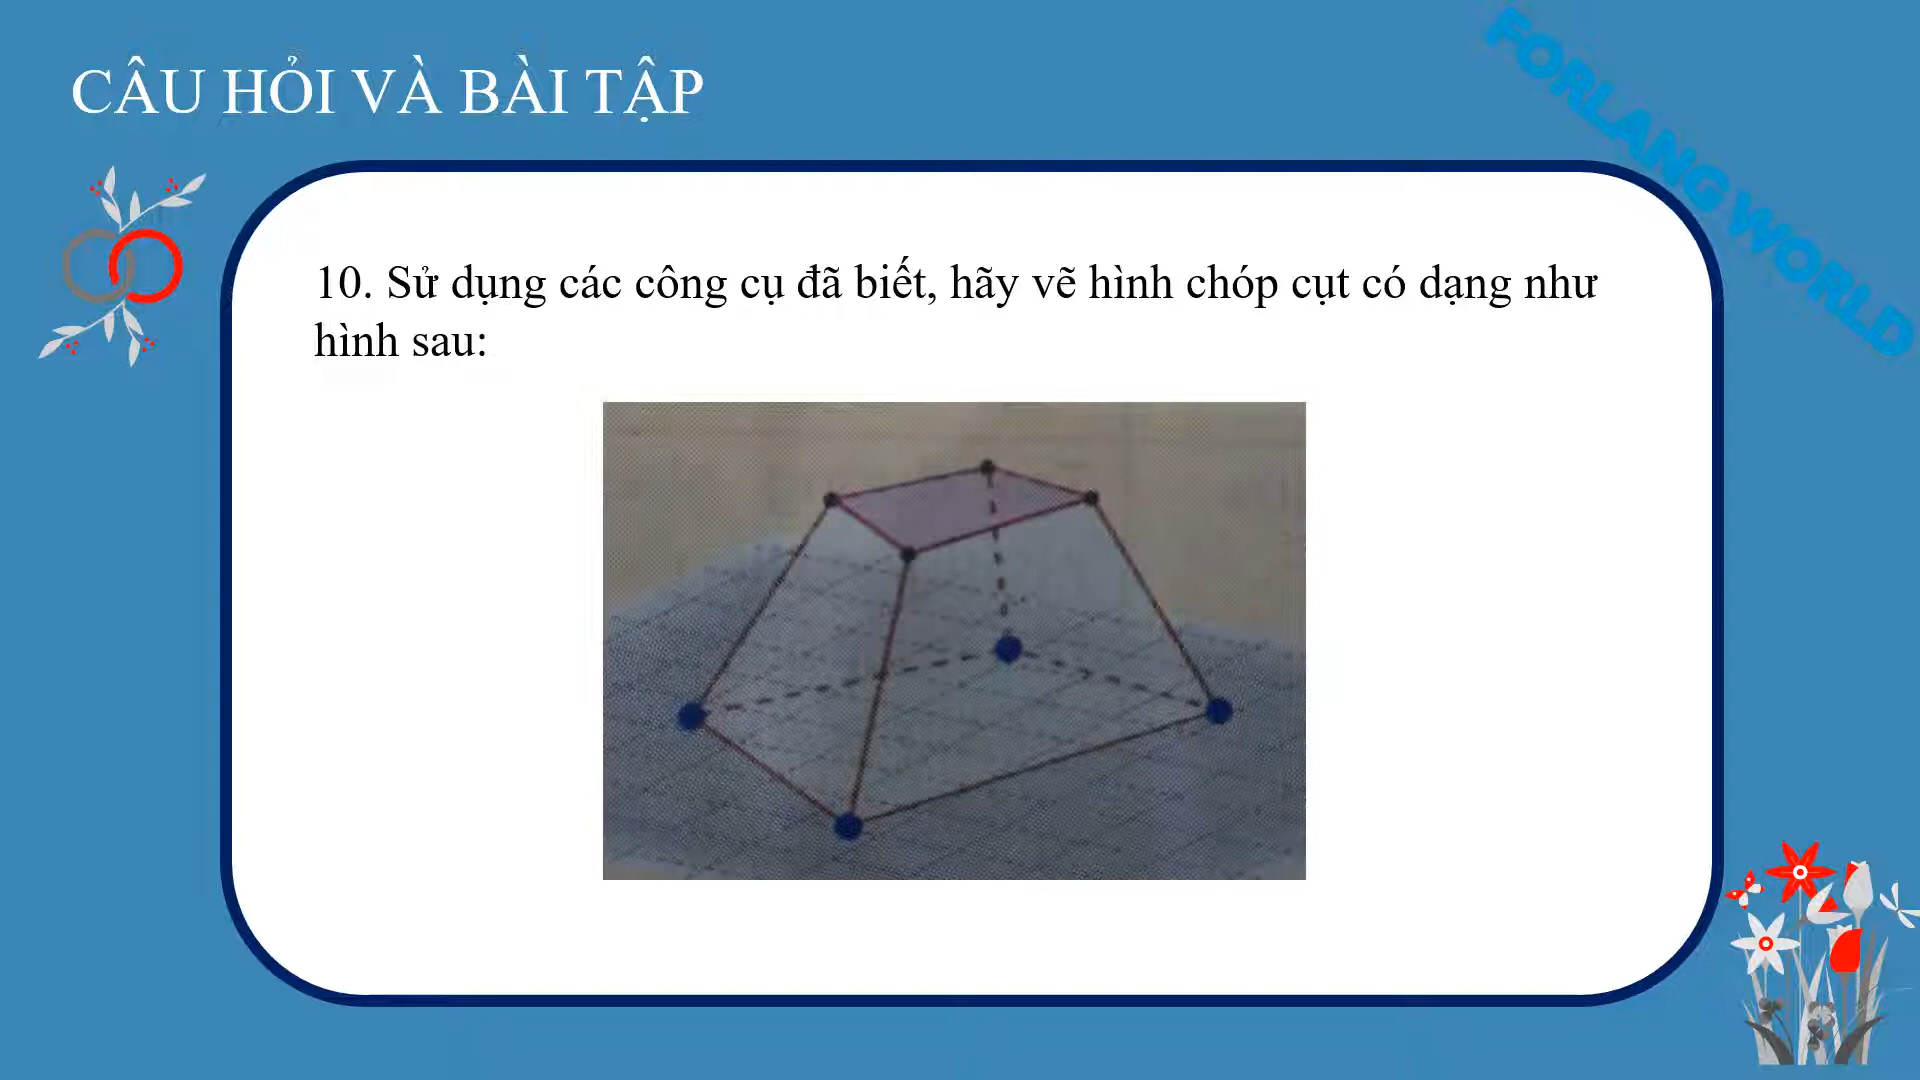 CÂU HỎI VÀ BÀI TẬP
FORLANG WORLD
10. Sử dụng các công cụ đã biết, hãy vẽ hình chóp cụt có dạng như
hình sau: